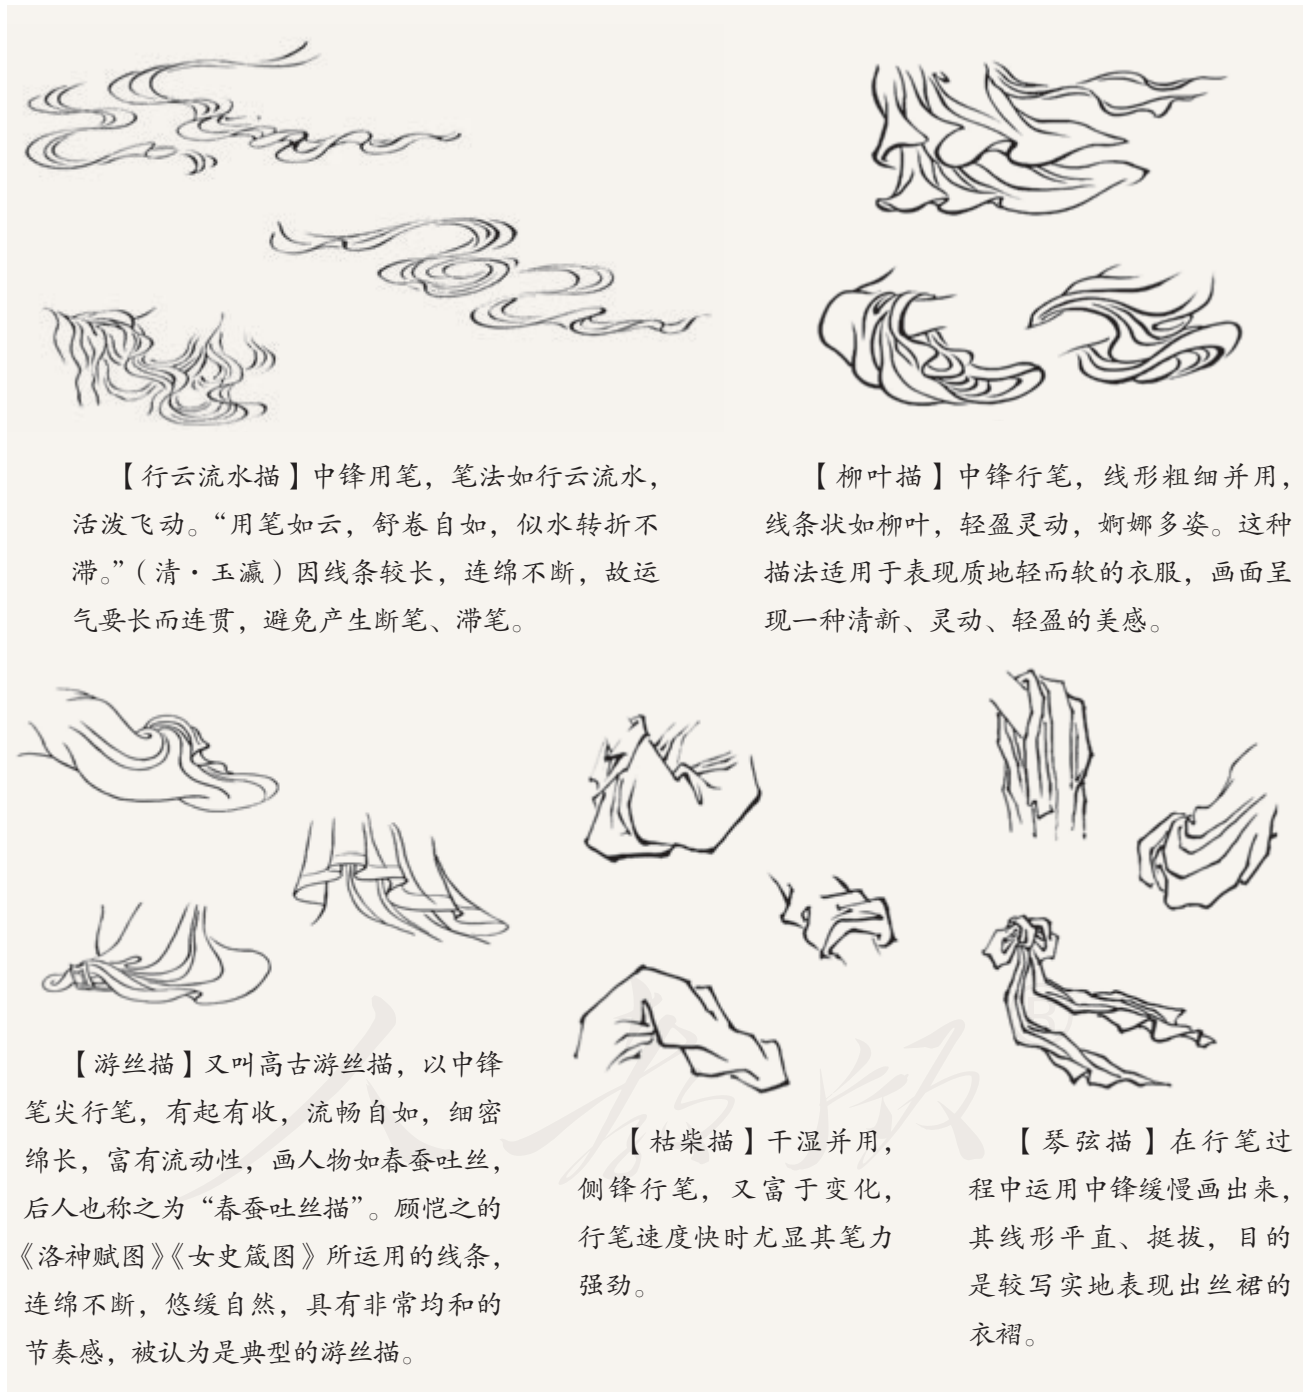 【行云流水描】中锋用笔，笔法如行云流水，
活泼飞动。“用笔如云，舒卷自如，似水转折不
滞。”（清·玉瀛）因线条较长，连绵不断，故运
气要长而连贯，避免产生断笔、滞笔。
【柳叶描】中锋行笔，线形粗细并用，
线条状如柳叶，轻盈灵动，婀娜多姿。这种
描法适用于表现质地轻而软的衣服，画面呈
现一种清新、灵动、轻盈的美感。
【游丝描】又叫高古游丝描，以中锋
笔尖行笔，有起有收，流畅自如，细密
绵长，富有流动性，画人物如春蚕吐丝，
后人也称之为“春蚕吐丝描”。顾恺之的
《洛神赋图》《女史箴图》所运用的线条，
连绵不断，悠缓自然，具有非常均和的
节奏感，被认为是典型的游丝描。
【枯柴描】干湿并用，
侧锋行笔，又富于变化，
行笔速度快时尤显其笔力
强劲。
【琴弦描】在行笔过
程中运用中锋缓慢画出来，
其线形平直、挺拔，目的
是较写实地表现出丝裙的
衣褶。
人教版